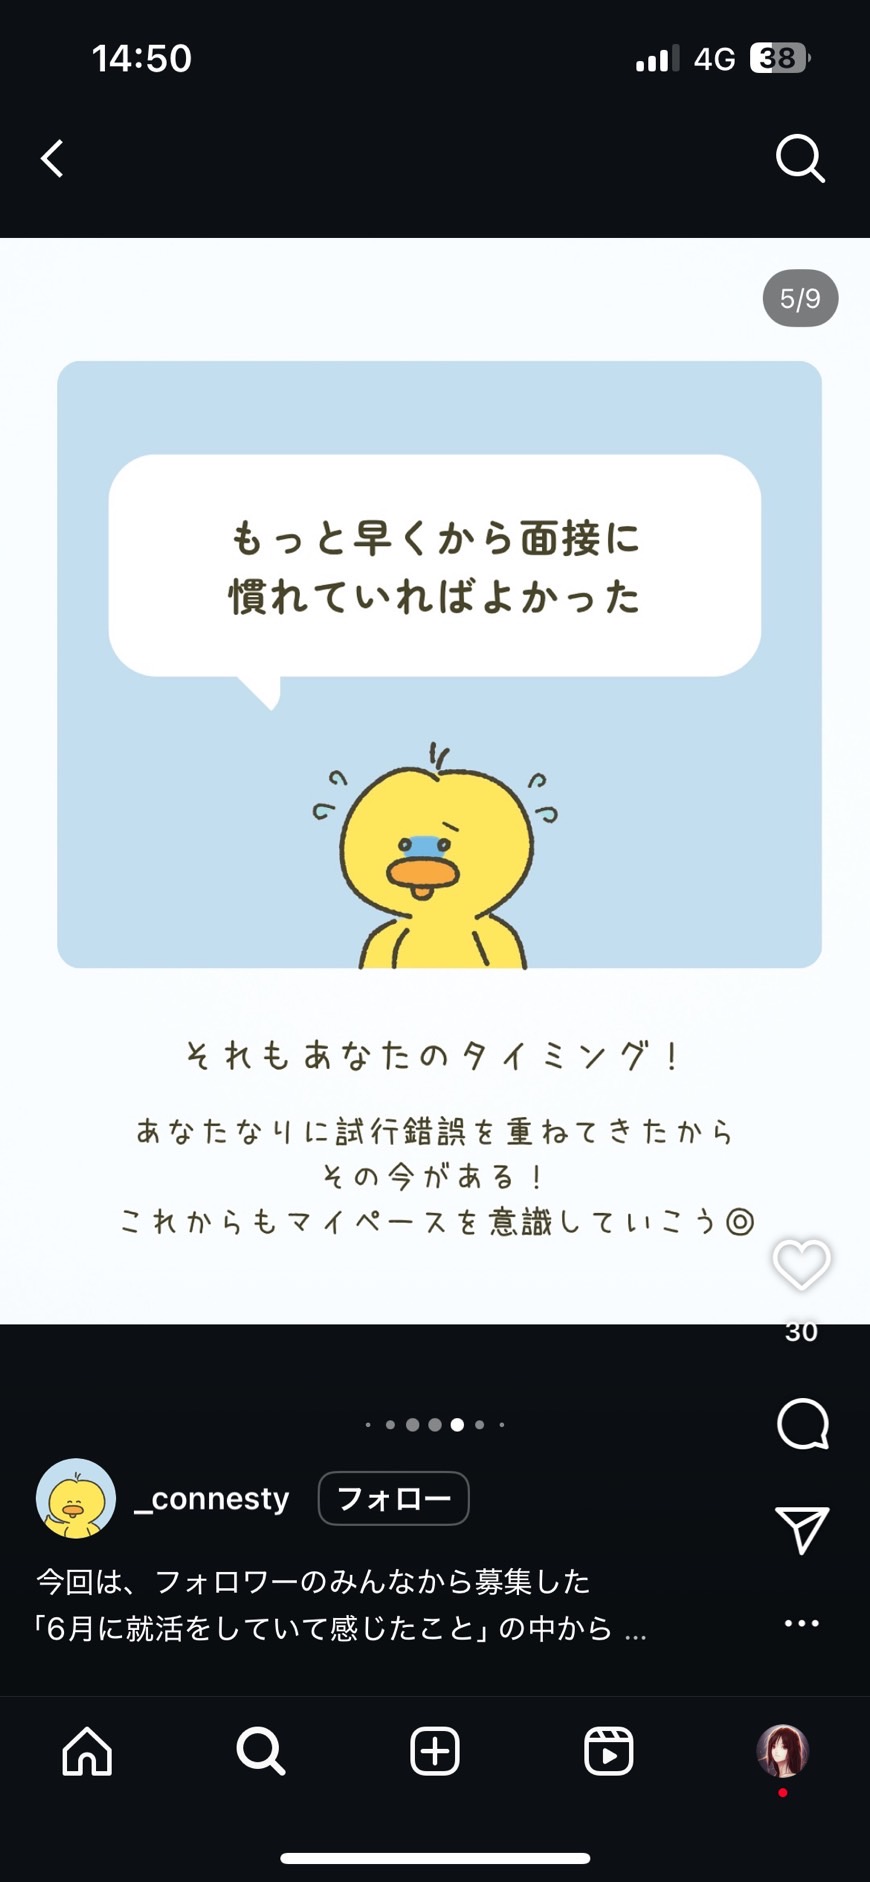 14:50
4G 38
5/9
もっと早くから面接に
慣れていればよかった
それもあなたのタイミング！
あなたなりに試行錯誤を重ねてきたから
その今がある！
これからもマイペースを意識していこう◎
30
_connesty フォロー
今回は、フォロワーのみんなから募集した
「6月に就活をしていて感じたこと」の中から ...